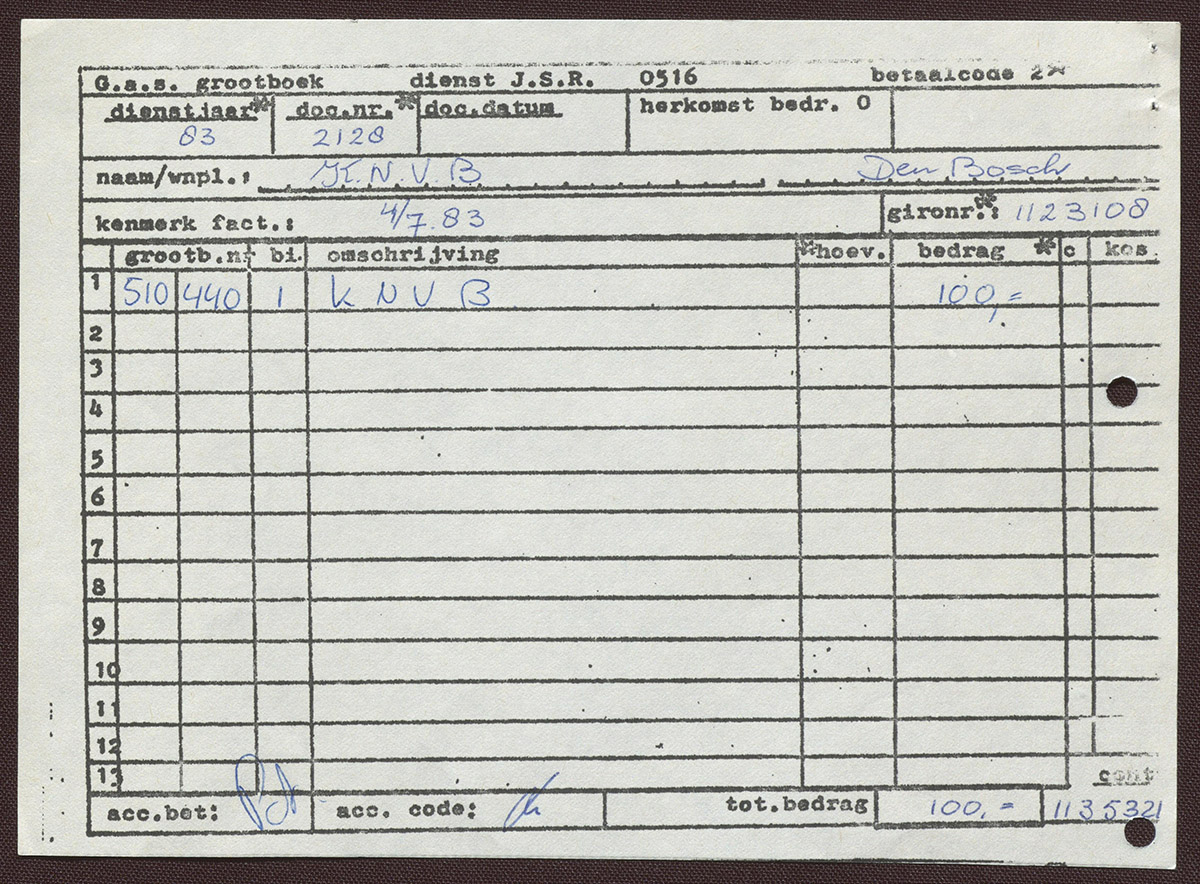 G.a.s. grootboek dienst J.S.R. 0516 betaalcode 2*
dienstjaar* doc.nr.* doc.datum herkomst bedr. 0
83 2128
naam/wnpl.: K.N.V.B Den Bosch
kenmerk fact.: 4/7.83 gironr.*: 1123108
grootb.nr bi. omschrijving *hoev. bedrag * c kos
1 510 440 1 K N V B 100,=
2
3
4
5
6
7
8
9
10
11
12
13 cont
acc.bet: acc. code: tot.bedrag 100,= 1135321